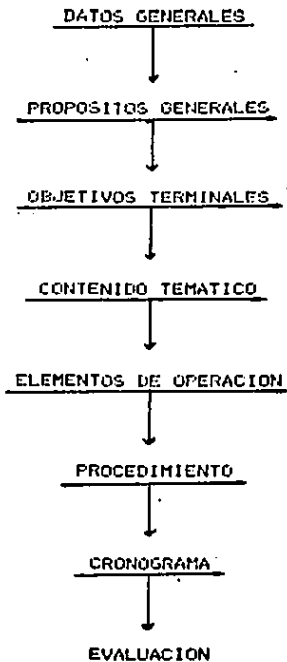 DATOS GENERALES
PROPOSITOS GENERALES
OBJETIVOS TERMINALES
CONTENIDO TEMATICO
ELEMENTOS DE OPERACION
PROCEDIMIENTO
CRONOGRAMA
EVALUACION